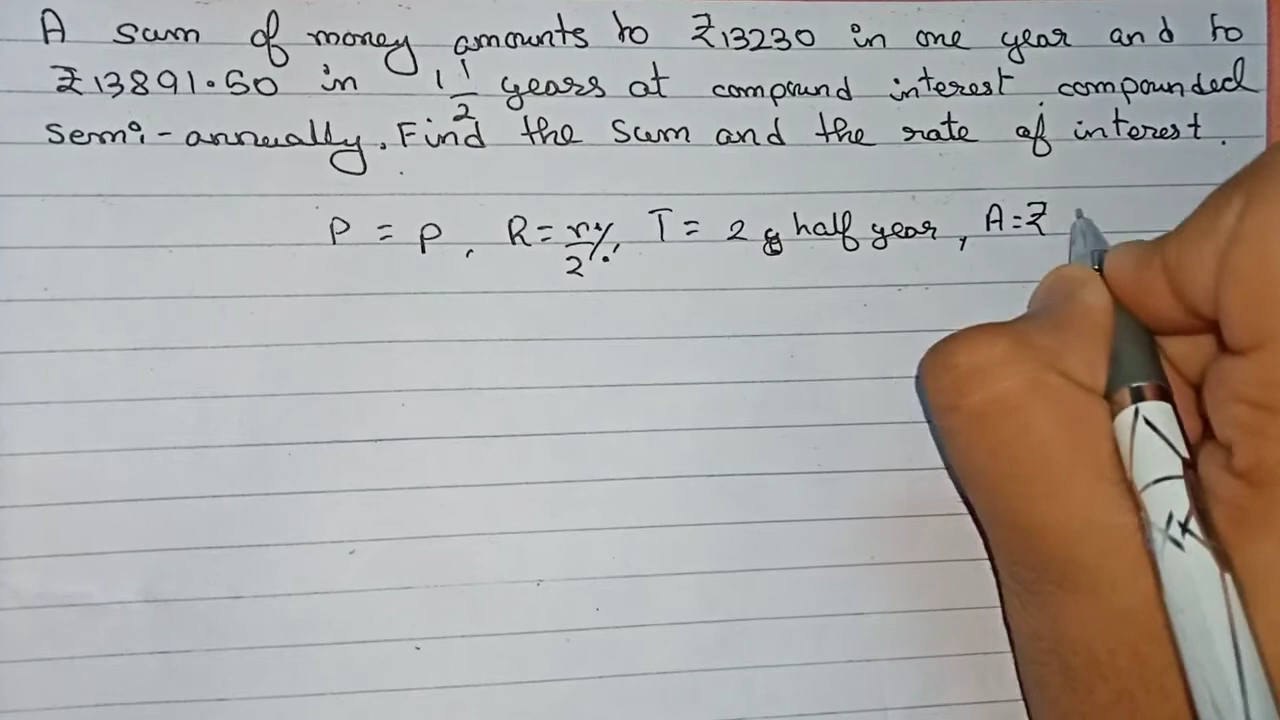 A sum of money amounts to ₹13230 in one year and to
₹13891.50 in 1 1/2 years at compound interest compounded
semi-annually. Find the sum and the rate of interest.
P = P, R = r/2 %, T = 2 half year, A = ₹